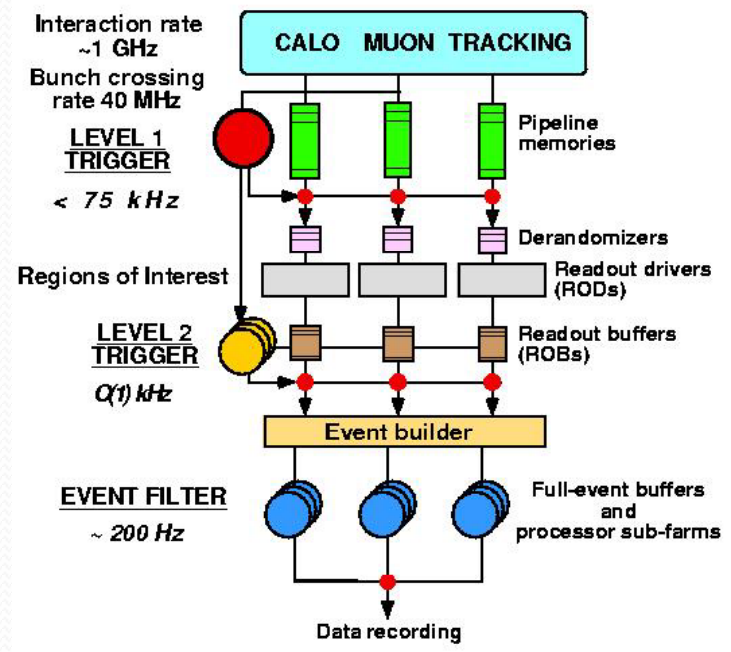 Interaction rate
~1 GHz
CALO MUON TRACKING
Bunch crossing
rate 40 MHz
Pipeline
memories
LEVEL 1
TRIGGER
< 75 kHz
Derandomizers
Regions of Interest
Readout drivers
(RODs)
LEVEL 2
TRIGGER
Readout buffers
(ROBs)
O(1) kHz
Event builder
EVENT FILTER
~ 200 Hz
Full-event buffers
and
processor sub-farms
Data recording